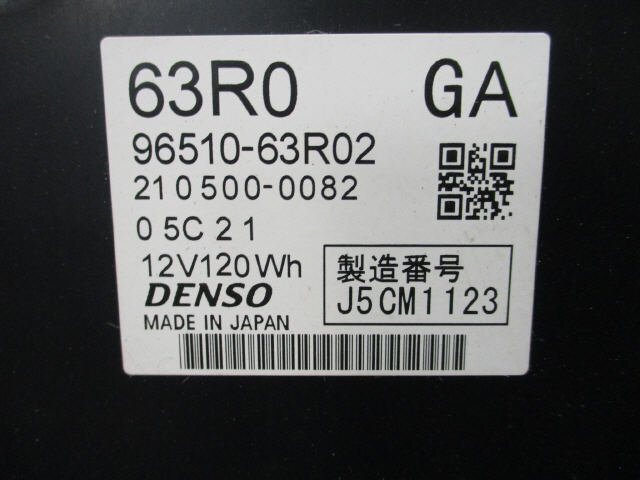 63R0 GA
96510-63R02
210500-0082
05C21
12V120Wh
DENSO
MADE IN JAPAN
製造番号
J5CM1123